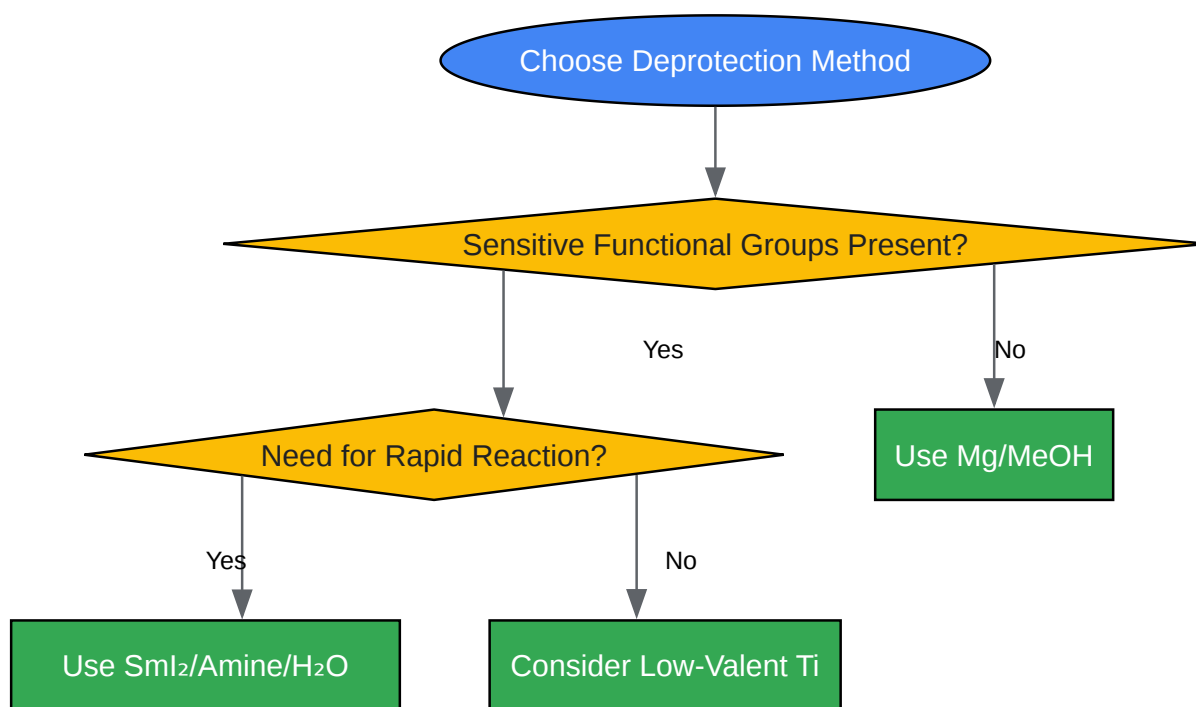 Choose Deprotection Method
Sensitive Functional Groups Present?
Yes
No
Need for Rapid Reaction?
Use Mg/MeOH
Yes
No
Use SmI₂/Amine/H₂O
Consider Low-Valent Ti